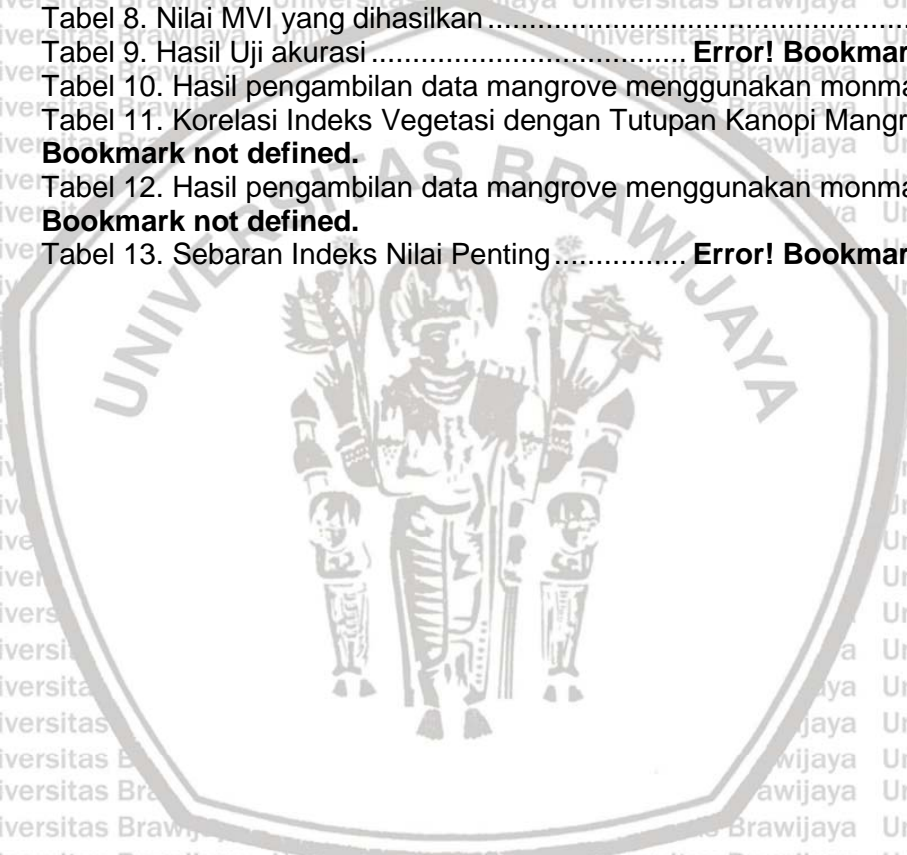 Tabel 8. Nilai MVI yang dihasilkan........................................................
Tabel 9. Hasil Uji akurasi...................................... Error! Bookmar
Tabel 10. Hasil pengambilan data mangrove menggunakan monma
Tabel 11. Korelasi Indeks Vegetasi dengan Tutupan Kanopi Mangr
Bookmark not defined.
Tabel 12. Hasil pengambilan data mangrove menggunakan monma
Bookmark not defined.
Tabel 13. Sebaran Indeks Nilai Penting................ Error! Bookmar
UNIVERSITAS BRAWIJAYA